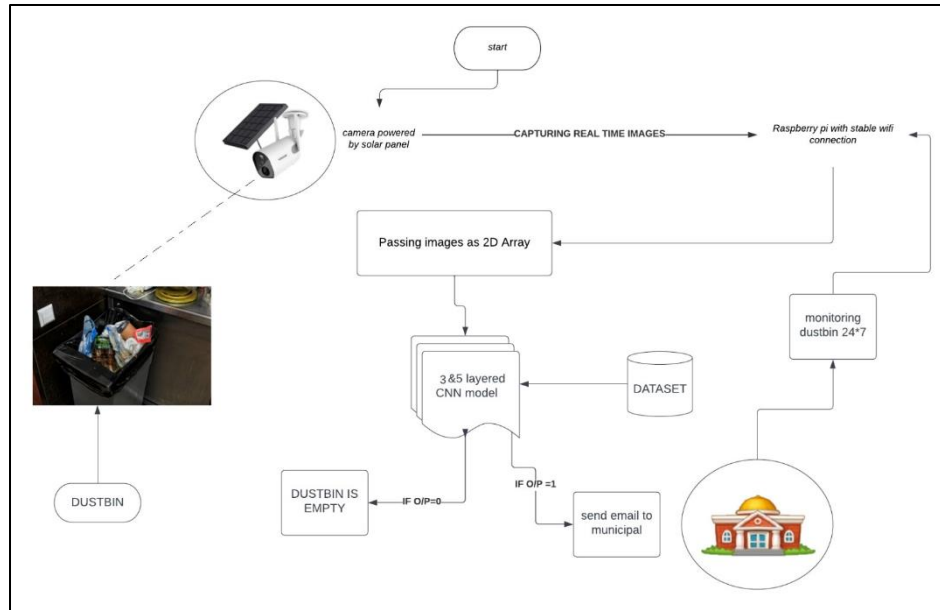 start
camera powered
by solar panel
CAPTURING REAL TIME IMAGES
Raspberry pi with stable wifi
connection
Passing images as 2D Array
monitoring
dustbin 24*7
3 &5 layered
CNN model
DATASET
DUSTBIN
DUSTBIN IS
EMPTY
IF O/P=0
IF O/P =1
send email to
municipal